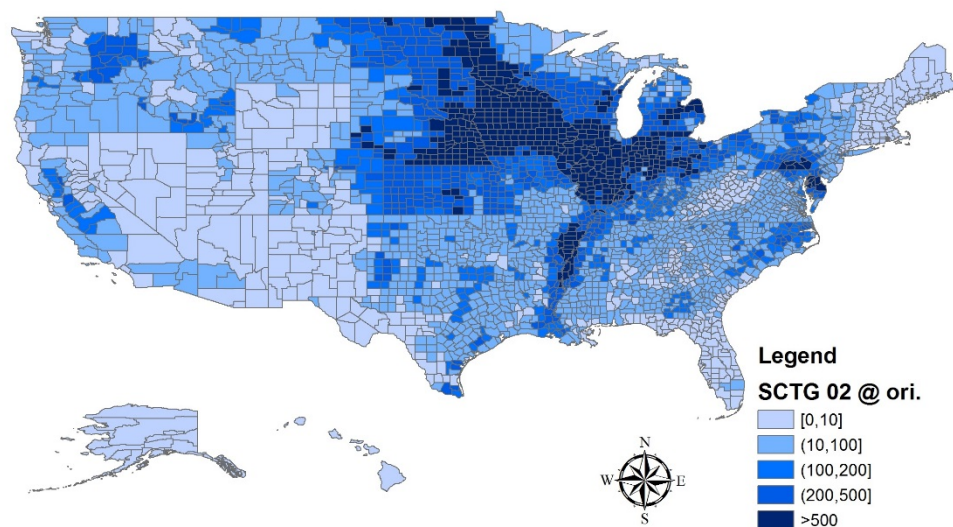 Legend
SCTG 02 @ ori.
[0,10]
(10,100]
(100,200]
(200,500]
>500
N
W E
S